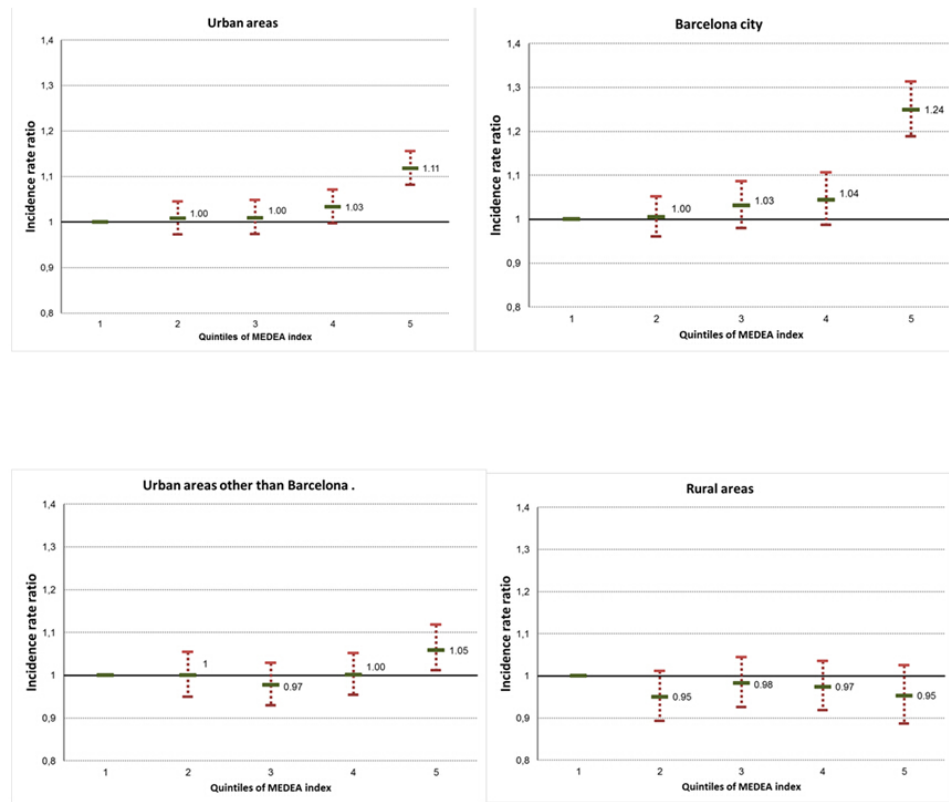 Urban areas
1,4
1,3
1,2
1,1
1
0,9
0,8
Incidence rate ratio
1.00
1.00
1.03
1.11
1 2 3 4 5
Quintiles of MEDEA index
Barcelona city
1,4
1,3
1,2
1,1
1
0,9
0,8
Incidence rate ratio
1.00
1.03
1.04
1.24
1 2 3 4 5
Quintiles of MEDEA index
Urban areas other than Barcelona .
1,4
1,3
1,2
1,1
1
0,9
0,8
Incidence rate ratio
1
0.97
1.00
1.05
1 2 3 4 5
Quintiles of MEDEA index
Rural areas
1,4
1,3
1,2
1,1
1
0,9
0,8
Incidence rate ratio
0.95
0.98
0.97
0.95
1 2 3 4 5
Quintiles of MEDEA index